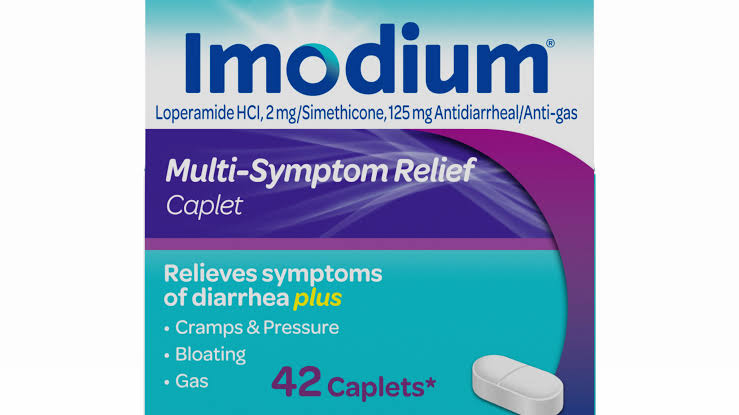 Imodium®
Loperamide HCl, 2 mg/Simethicone, 125 mg Antidiarrheal/Anti-gas
Multi-Symptom Relief
Caplet
Relieves symptoms
of diarrhea plus
• Cramps & Pressure
• Bloating
• Gas
42 Caplets*